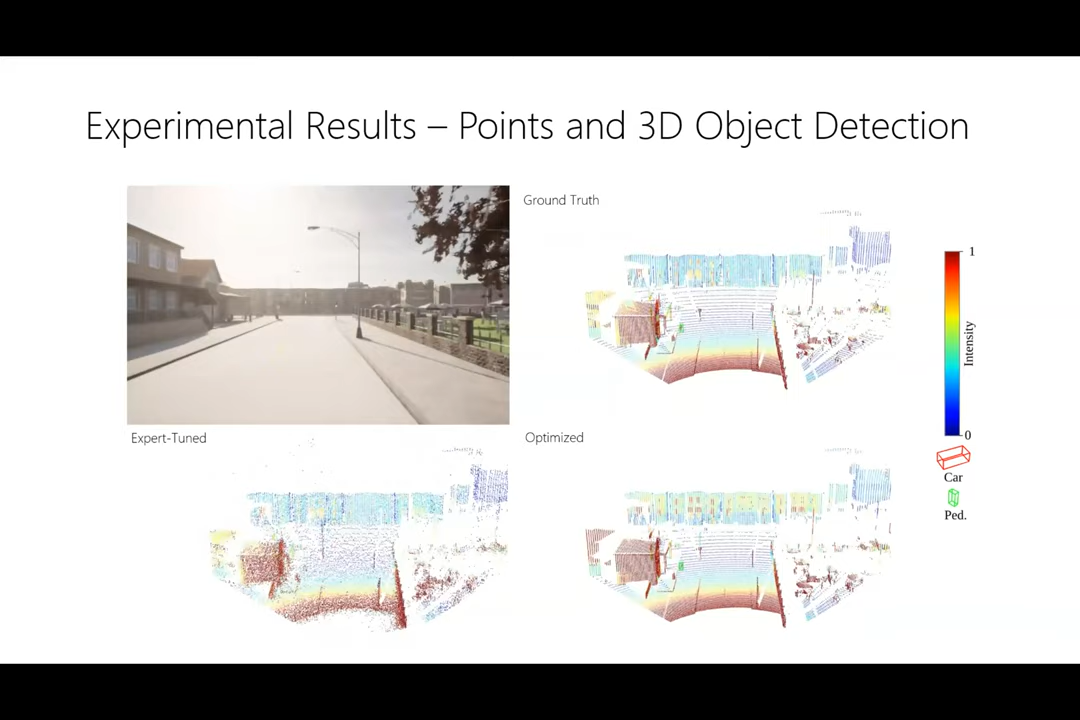 Experimental Results – Points and 3D Object Detection
Ground Truth
Expert-Tuned
Optimized
1
Intensity
0
Car
Ped.